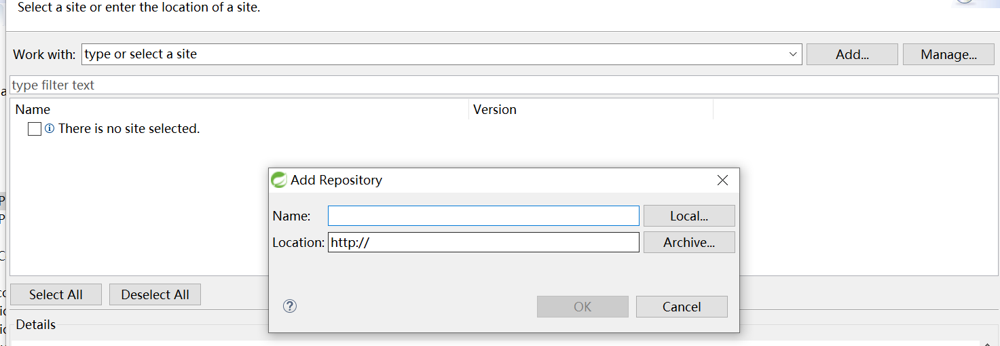 Select a site or enter the location of a site.
Work with: type or select a site Add... Manage...
type filter text
Name Version
There is no site selected.
Add Repository
Name: Local...
Location: http:// Archive...
Select All Deselect All
OK Cancel
Details